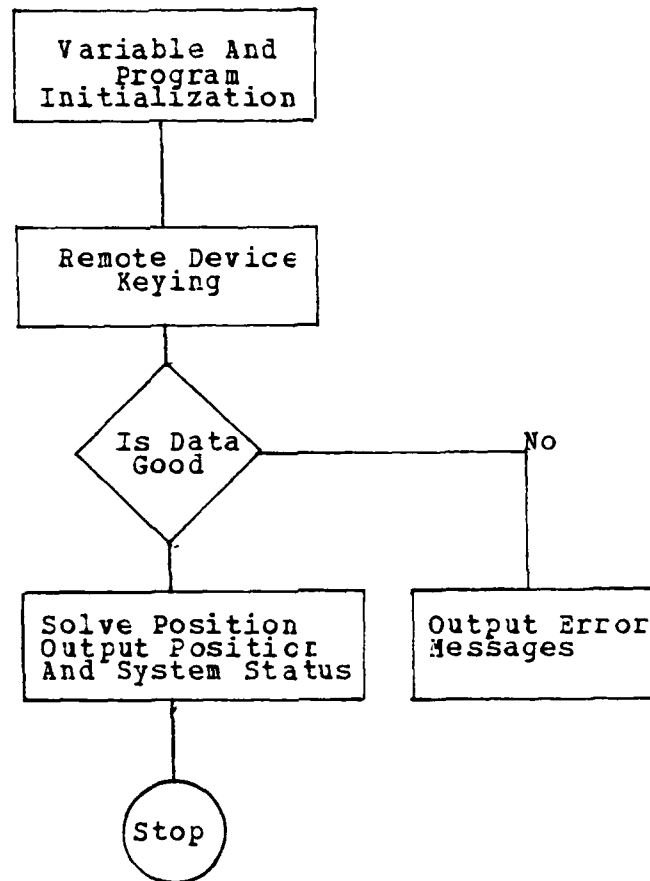 Variable And
Program
Initialization
Remote Device
Keying
Is Data
Good
No
Solve Position
Output Position
And System Status
Output Error
Messages
Stop